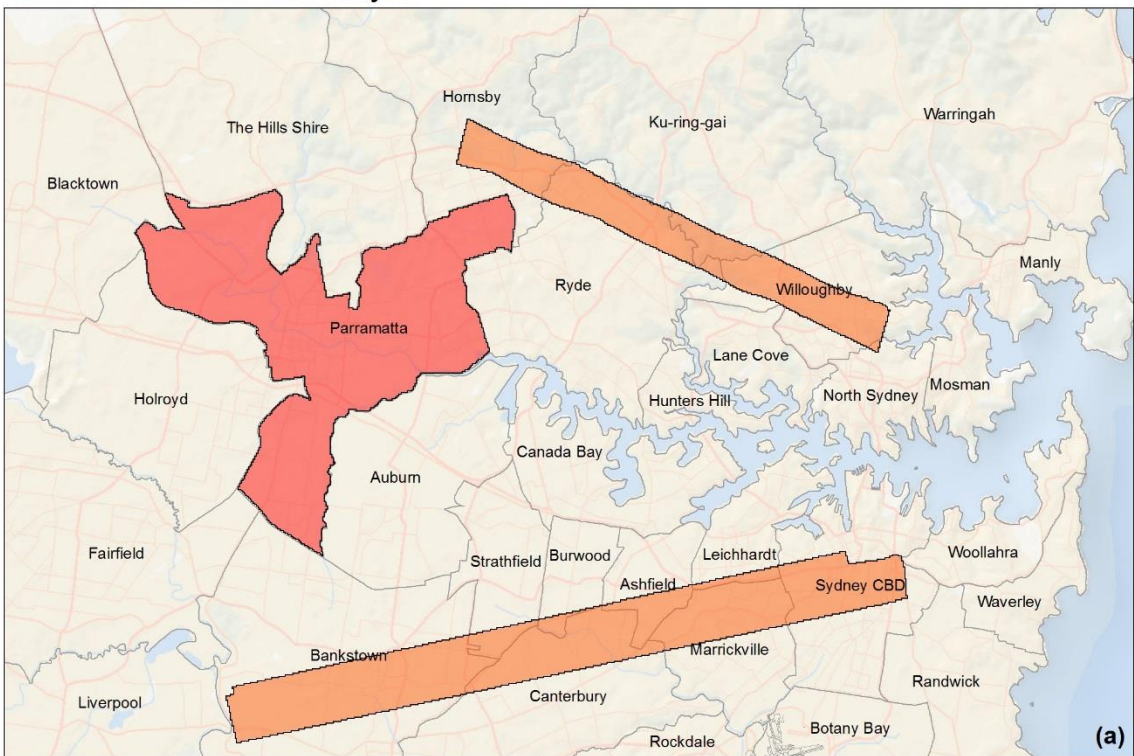 Hornsby
Ku-ring-gai
Warringah
The Hills Shire
Blacktown
Manly
Ryde
Willoughby
Parramatta
Lane Cove
Mosman
North Sydney
Holroyd
Hunters Hill
Canada Bay
Auburn
Fairfield
Strathfield
Burwood
Leichhardt
Woollahra
Ashfield
Sydney CBD
Waverley
Bankstown
Marrickville
Randwick
Liverpool
Canterbury
Botany Bay
Rockdale
(a)